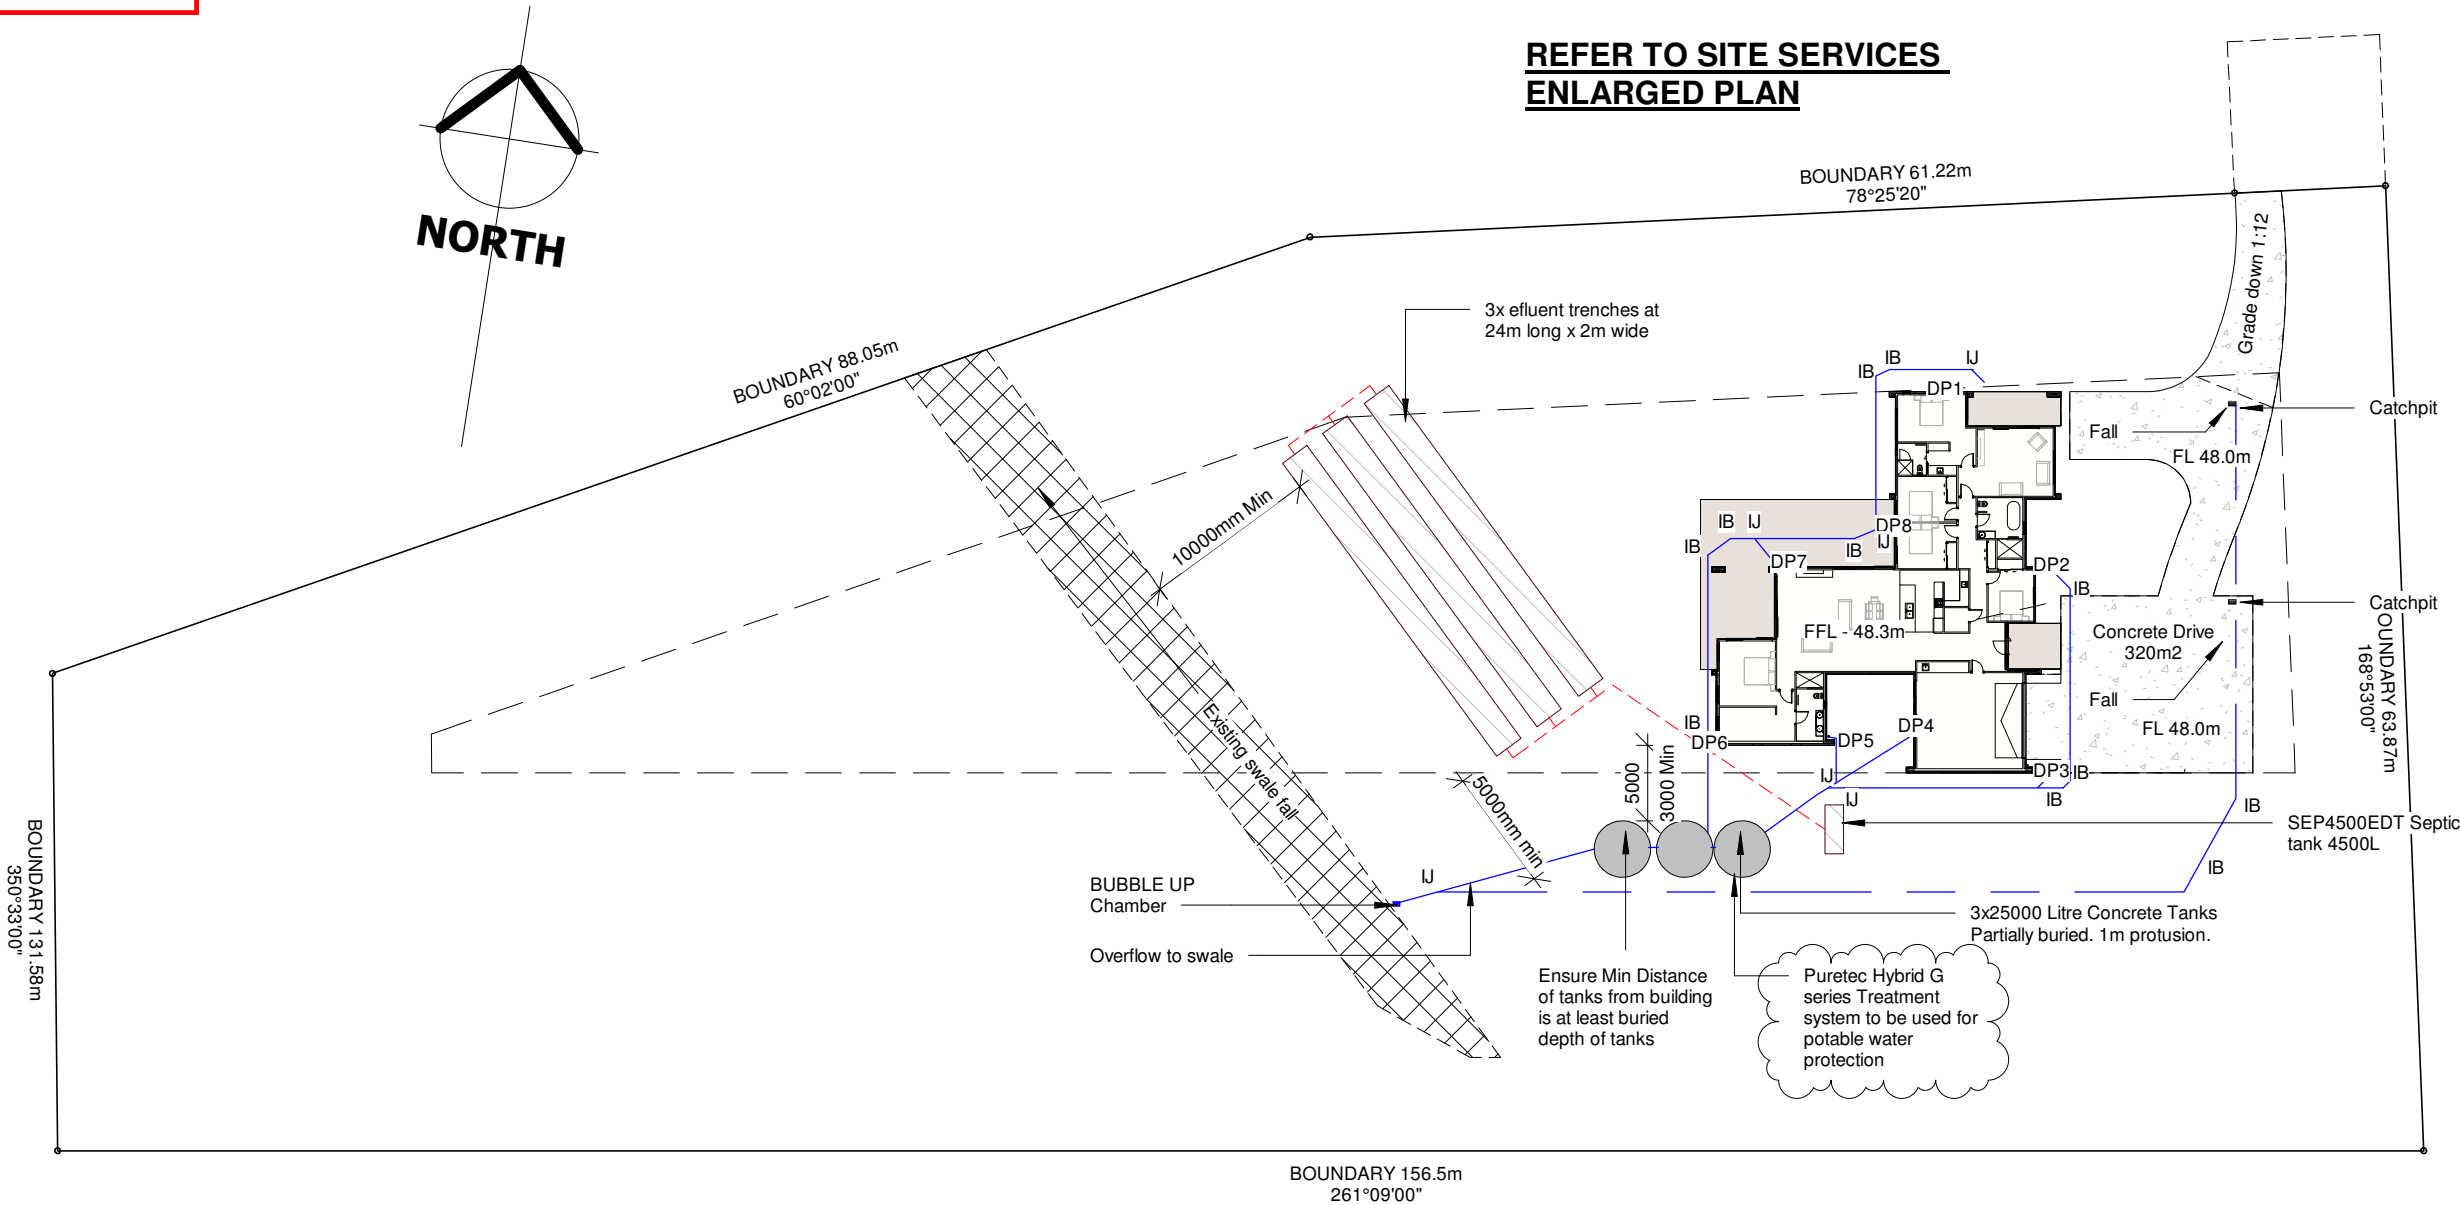 REFER TO SITE SERVICES
ENLARGED PLAN
NORTH
BOUNDARY 61.22m
78°25'20"
BOUNDARY 88.05m
60°02'00"
Grade down 1:12
3x efluent trenches at
24m long x 2m wide
10000mm Min
IB
IJ
IB
DP1
Catchpit
Fall
FL 48.0m
IB
IJ
DP8
IJ
IB
IB
DP7
DP2
IB
Catchpit
FFL - 48.3m
Concrete Drive
320m2
OUNDARY 63.87m
168°53'00"
Fall
FL 48.0m
IB
DP6
DP5
DP4
DP3
IB
IJ
IJ
IB
IB
IB
Existing swale fall
5000mm min
5000
3000 Min
SEP4500EDT Septic
tank 4500L
BUBBLE UP
Chamber
IJ
Overflow to swale
3x25000 Litre Concrete Tanks
Partially buried. 1m protusion.
Ensure Min Distance
of tanks from building
is at least buried
depth of tanks
Puretec Hybrid G
series Treatment
system to be used for
potable water
protection
BOUNDARY 131.58m
350°33'00"
BOUNDARY 156.5m
261°09'00"